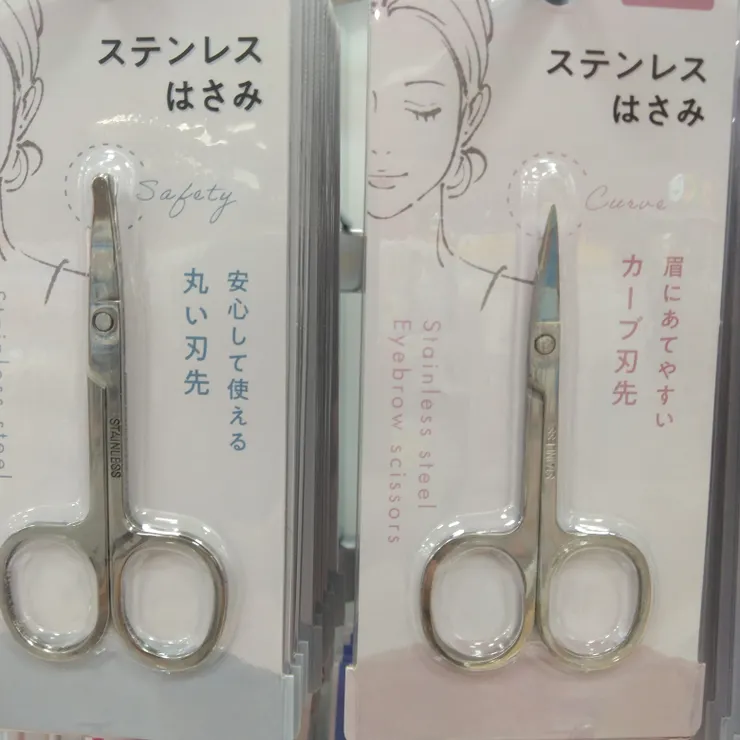 ステンレス
はさみ
Safety
安心して使える
丸い刃先
STAINLESS
Stainless steel
ステンレス
はさみ
Curve
眉にあてやすい
カーブ刃先
Stainless steel
Eyebrow scissors